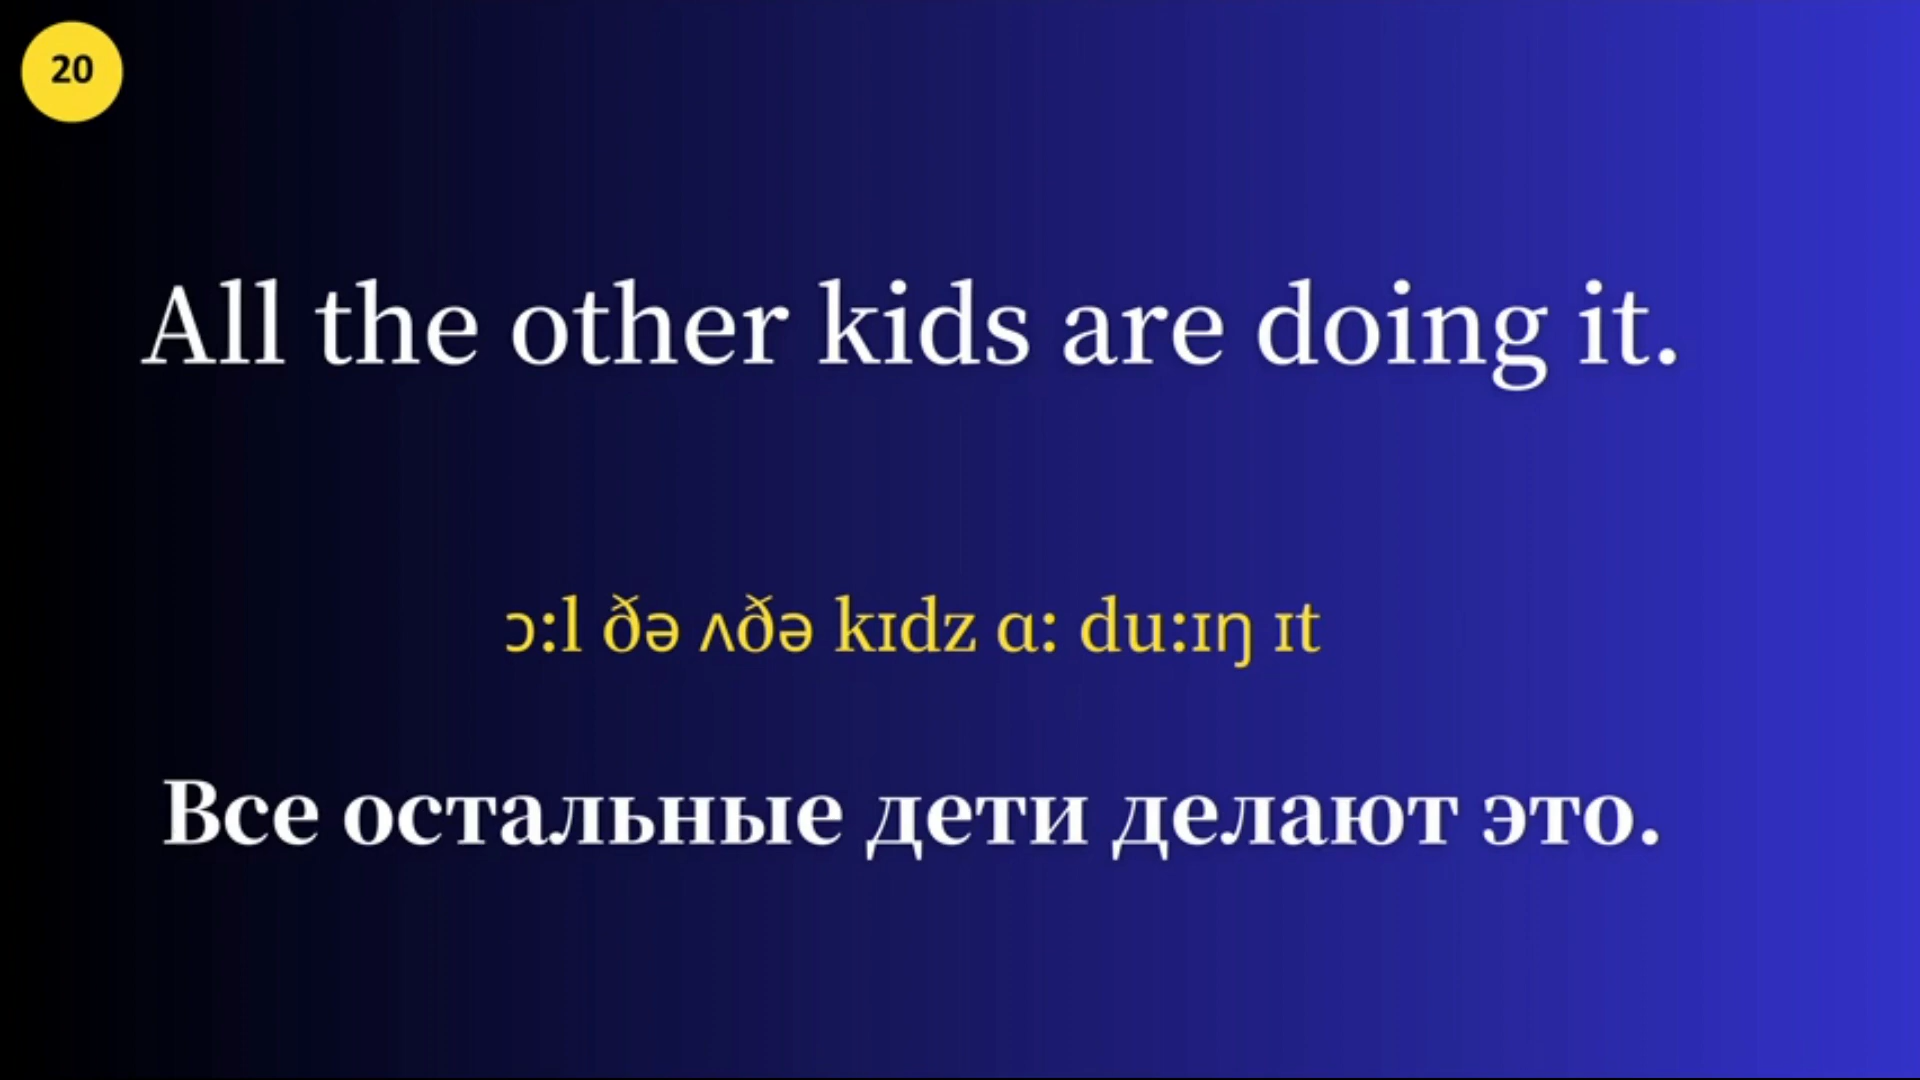 20
All the other kids are doing it.
ɔ:l ðə ʌðə kɪdz ɑ: du:ɪŋ ɪt
Все остальные дети делают это.